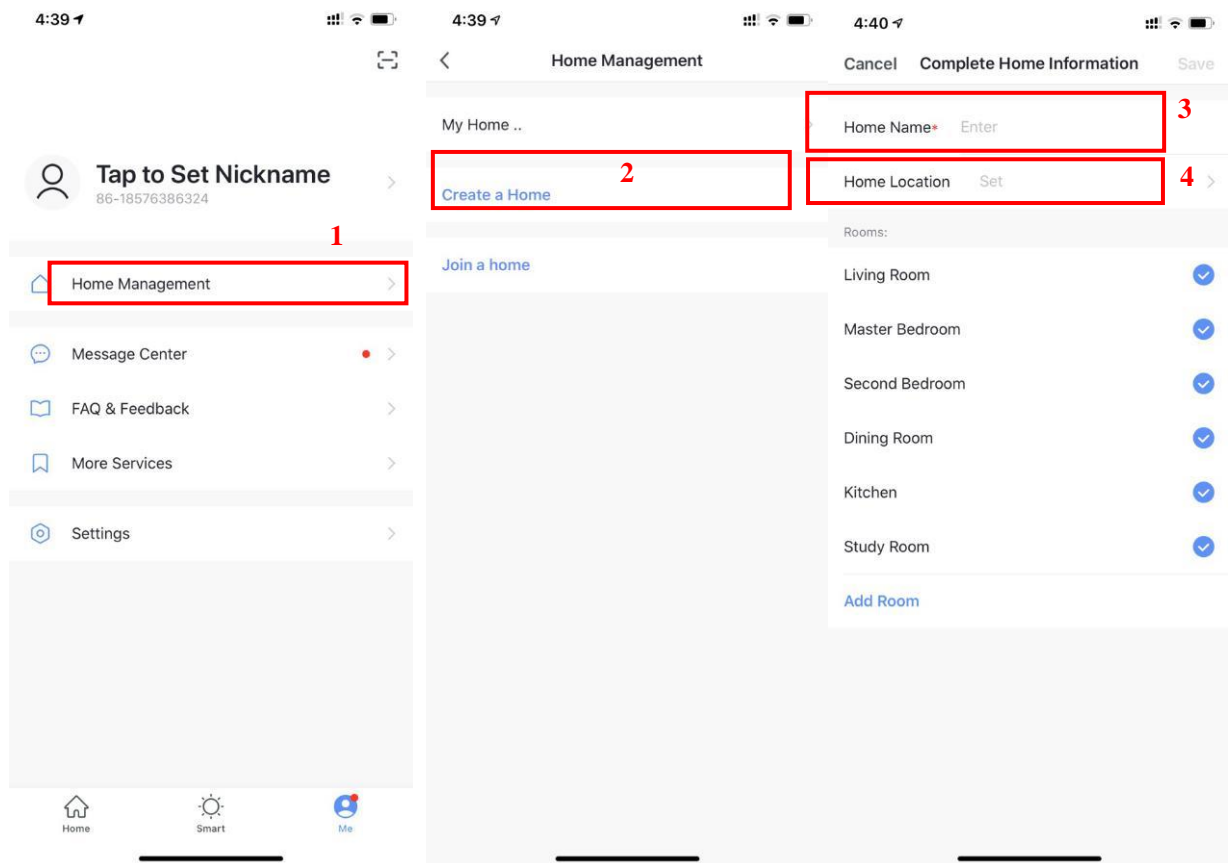 4:39
Tap to Set Nickname
86-18576386324
1
Home Management
Message Center
FAQ & Feedback
More Services
Settings
Home
Smart
Me
4:39
Home Management
My Home ..
2
Create a Home
Join a home
4:40
Cancel Complete Home Information Save
3
Home Name* Enter
Home Location Set 4
Rooms:
Living Room
Master Bedroom
Second Bedroom
Dining Room
Kitchen
Study Room
Add Room